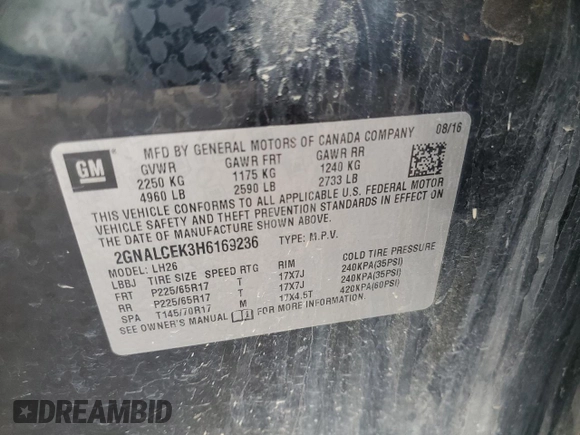 GM
MFD BY GENERAL MOTORS OF CANADA COMPANY 08/16
GVWR GAWR FRT GAWR RR
2250 KG 1175 KG 1240 KG
4960 LB 2590 LB 2733 LB
THIS VEHICLE CONFORMS TO ALL APPLICABLE U.S. FEDERAL MOTOR
VEHICLE SAFETY AND THEFT PREVENTION STANDARDS IN EFFECT ON THE
DATE OF MANUFACTURE SHOWN ABOVE.
2GNALCEK3H6169236 TYPE: M.P.V.
MODEL: LH26
LBBJ TIRE SIZE SPEED RTG RIM COLD TIRE PRESSURE
FRT P225/65R17 T 17X7J 240KPA(35PSI)
RR P225/65R17 T 17X7J 240KPA(35PSI)
SPA T145/70R17 M 17X4.5T 420KPA(60PSI)
SEE OWNER'S MANUAL FOR MORE INFORMATION.
DREAMBID